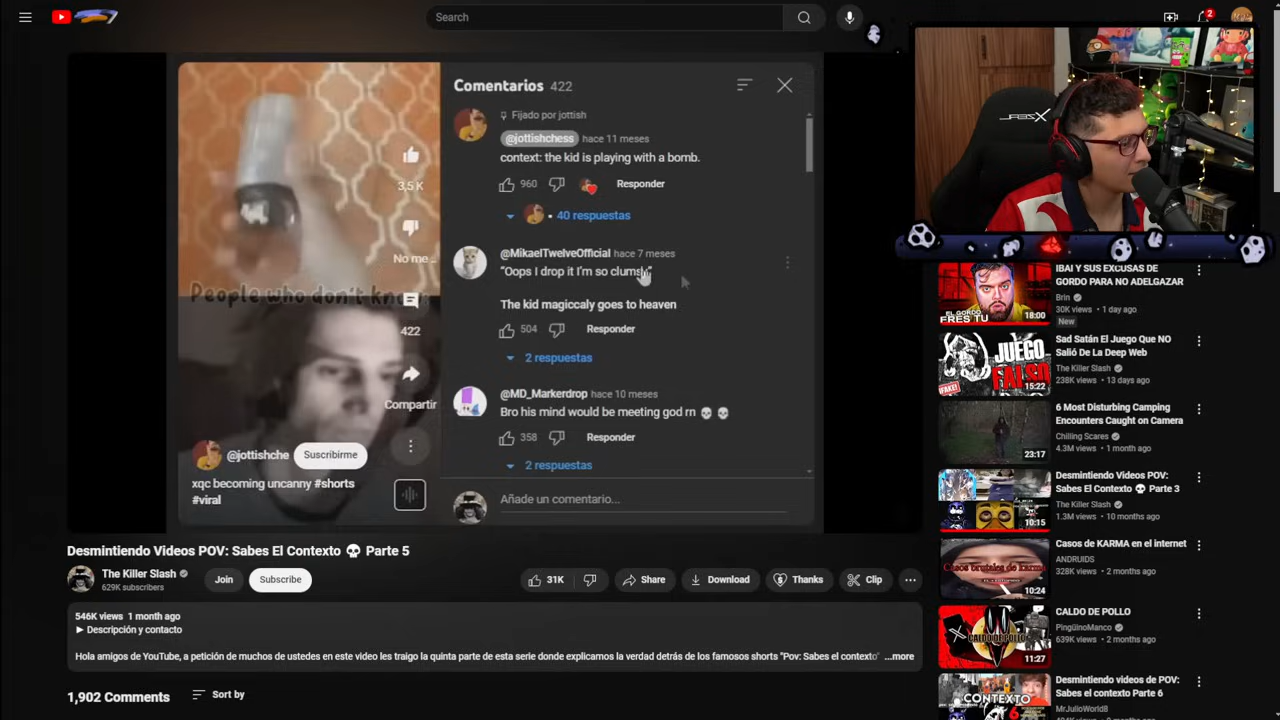 Search
2
Comentarios 422
Fijado por jottish
@jottishchess hace 11 meses
context: the kid is playing with a bomb.
960 Responder
40 respuestas
@MikaelTwelveOfficial hace 7 meses
"Oops I drop it I'm so clumsy"
The kid magiccaly goes to heaven
504 Responder
2 respuestas
@MD_Markerdrop hace 10 meses
Bro his mind would be meeting god rn 💀 💀
358 Responder
2 respuestas
Añade un comentario...
3,5 K
No me ..
People who don't know
422
Compartir
@jottishche Suscribirme
xqc becoming uncanny #shorts
#viral
Desmintiendo Videos POV: Sabes El Contexto 💀 Parte 5
The Killer Slash
629K subscribers
Join
Subscribe
31K
Share
Download
Thanks
Clip
546K views 1 month ago
► Descripción y contacto
Hola amigos de YouTube, a petición de muchos de ustedes en este video les traigo la quinta parte de esta serie donde explicamos la verdad detrás de los famosos shorts "Pov: Sabes el contexto" ...more
1,902 Comments
Sort by
EL GORDO
ERES TU
18:00
IBAI Y SUS EXCUSAS DE
GORDO PARA NO ADELGAZAR
Brin
30K views • 1 day ago
New
JUEGO
FALSO
15:22
Sad Satán El Juego Que NO
Salió De La Deep Web
The Killer Slash
238K views • 13 days ago
23:17
6 Most Disturbing Camping
Encounters Caught on Camera
Chilling Scares
4.3M views • 1 month ago
10:15
Desmintiendo Videos POV:
Sabes El Contexto 💀 Parte 3
The Killer Slash
1.3M views • 10 months ago
10:24
Casos de KARMA en el internet
ANDRUIDS
328K views • 2 months ago
11:27
CALDO DE POLLO
PingüinoManco
639K views • 2 months ago
CONTEXTO
Desmintiendo videos de POV:
Sabes el contexto Parte 6
MrJulioWorld8